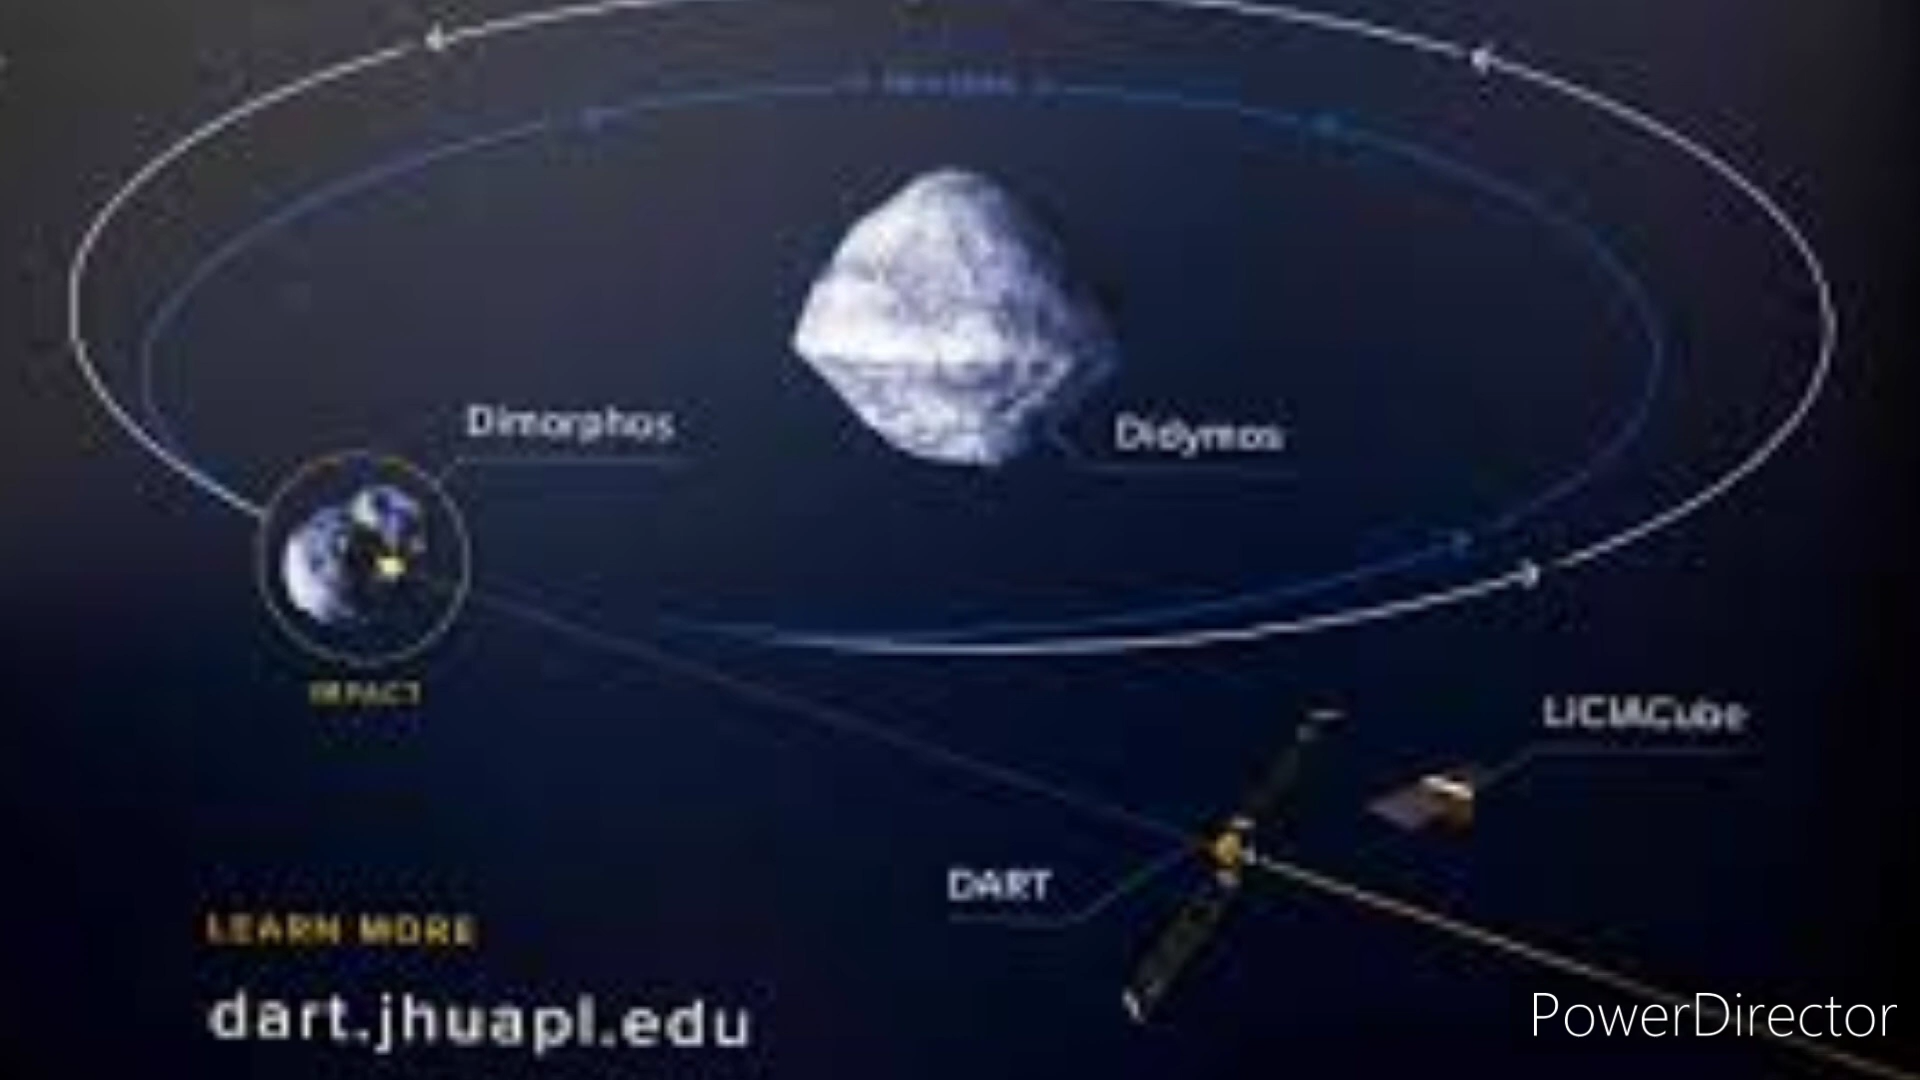 Dimorphos
Didymos
IMPACT
LICIACube
DART
LEARN MORE
dart.jhuapl.edu
PowerDirector